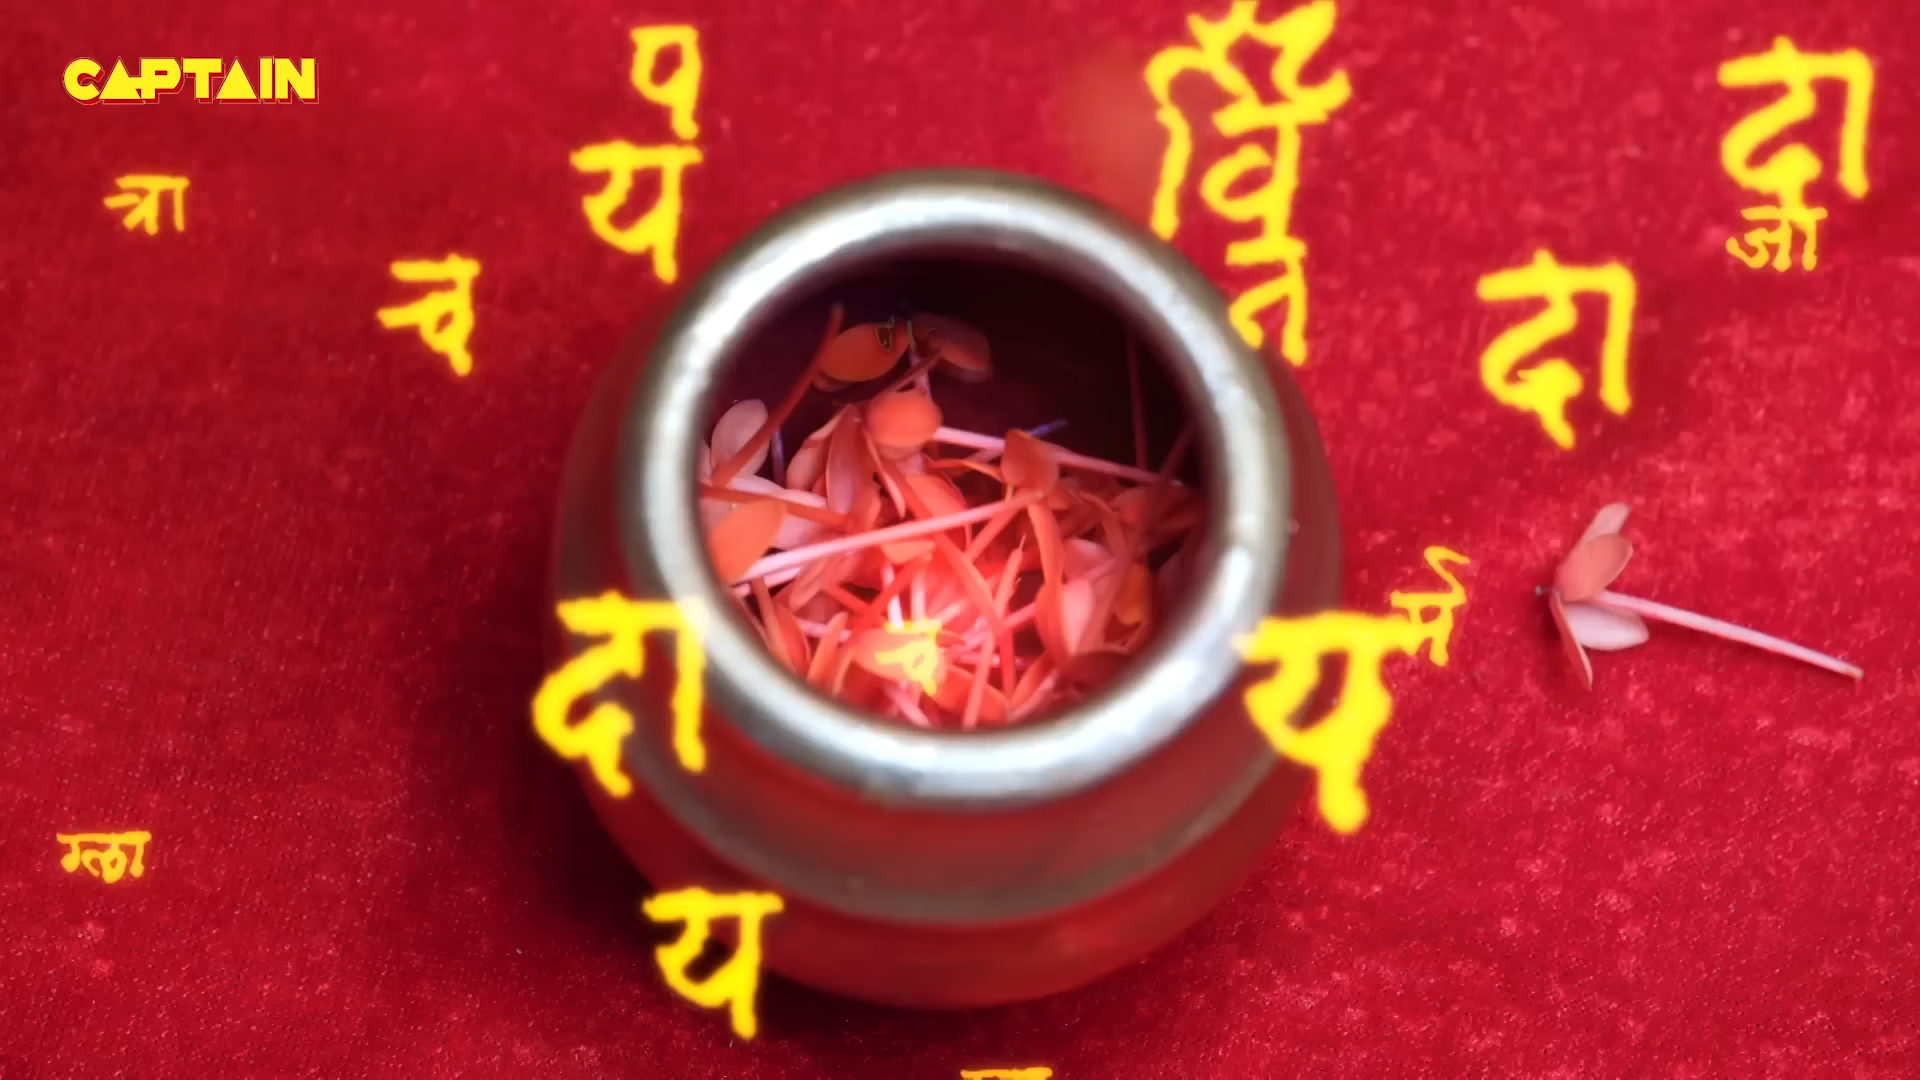 CAPTAIN
प
दा
य
त्रा
वि
जा
च
त
दा
र्म
दा
य
च
ग्ला
य